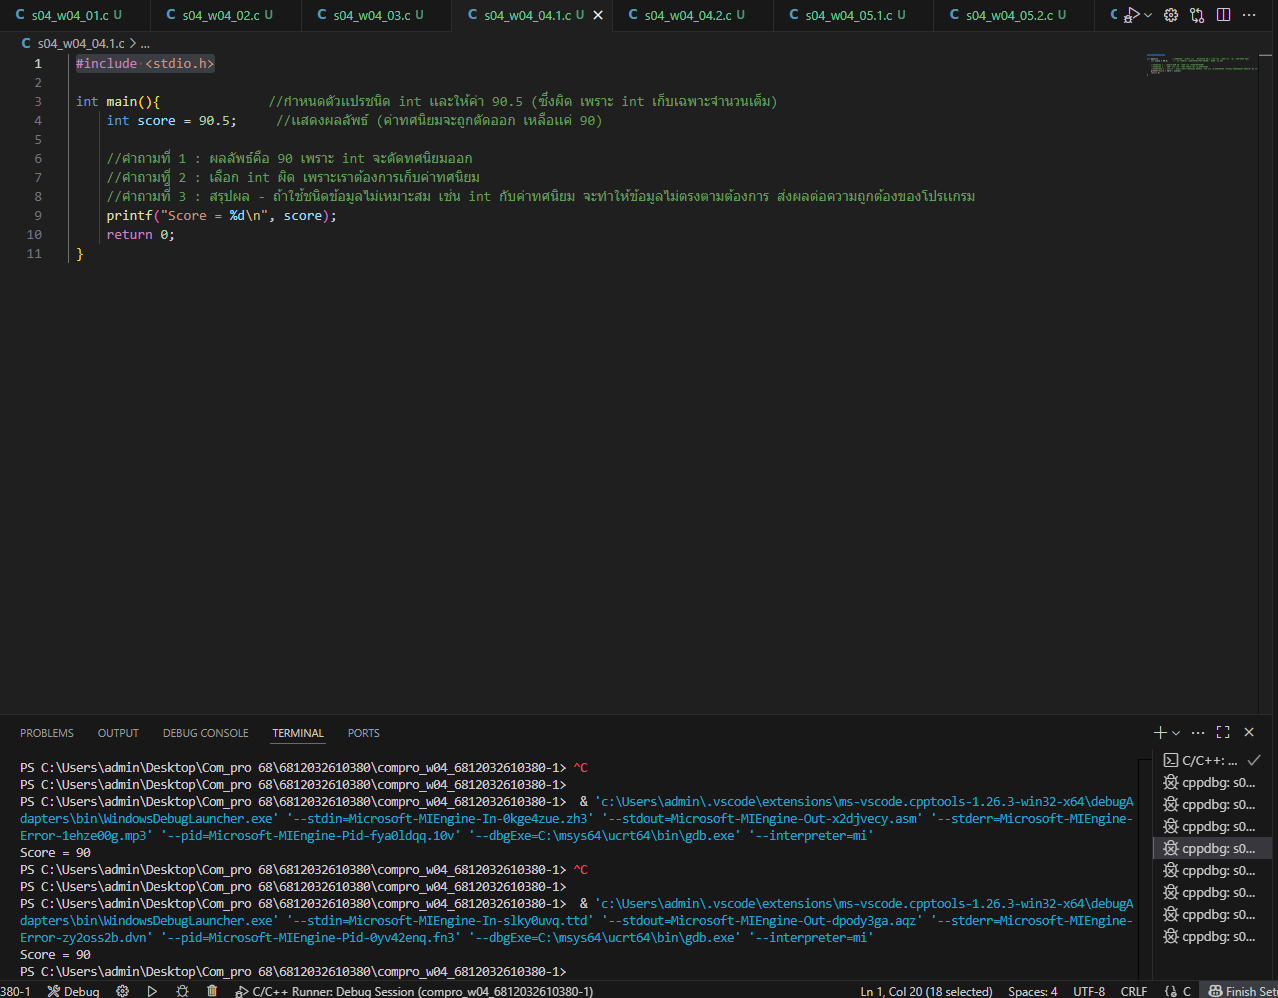 C s04_w04_01.c U C s04_w04_02.c U C s04_w04_03.c U C s04_w04_04.1.c U C s04_w04_04.2.c U C s04_w04_05.1.c U C s04_w04_05.2.c U C
C s04_w04_04.1.c > ...
1 #include <stdio.h>
2
3 int main(){ //กำหนดตัวแปรชนิด int และให้ค่า 90.5 (ซึ่งผิด เพราะ int เก็บเฉพาะจำนวนเต็ม)
4 int score = 90.5; //แสดงผลลัพธ์ (ค่าทศนิยมจะถูกตัดออก เหลือแค่ 90)
5
6 //คำถามที่ 1 : ผลลัพธ์คือ 90 เพราะ int จะตัดทศนิยมออก
7 //คำถามที่ 2 : เลือก int ผิด เพราะเราต้องการเก็บค่าทศนิยม
8 //คำถามที่ 3 : สรุปผล - ถ้าใช้ชนิดข้อมูลไม่เหมาะสม เช่น int กับค่าทศนิยม จะทำให้ข้อมูลไม่ตรงตามต้องการ ส่งผลต่อความถูกต้องของโปรแกรม
9 printf("Score = %d\n", score);
10 return 0;
11 }
PROBLEMS OUTPUT DEBUG CONSOLE TERMINAL PORTS
PS C:\Users\admin\Desktop\Com_pro 68\6812032610380\compro_w04_6812032610380-1> ^C
PS C:\Users\admin\Desktop\Com_pro 68\6812032610380\compro_w04_6812032610380-1>
PS C:\Users\admin\Desktop\Com_pro 68\6812032610380\compro_w04_6812032610380-1> & 'c:\Users\admin\.vscode\extensions\ms-vscode.cpptools-1.26.3-win32-x64\debugA
dapters\bin\WindowsDebugLauncher.exe' '--stdin=Microsoft-MIEngine-In-0kge4zue.zh3' '--stdout=Microsoft-MIEngine-Out-x2djvecy.asm' '--stderr=Microsoft-MIEngine-
Error-1ehze00g.mp3' '--pid=Microsoft-MIEngine-Pid-fya0ldqq.10v' '--dbgExe=C:\msys64\ucrt64\bin\gdb.exe' '--interpreter=mi'
Score = 90
PS C:\Users\admin\Desktop\Com_pro 68\6812032610380\compro_w04_6812032610380-1> ^C
PS C:\Users\admin\Desktop\Com_pro 68\6812032610380\compro_w04_6812032610380-1>
PS C:\Users\admin\Desktop\Com_pro 68\6812032610380\compro_w04_6812032610380-1> & 'c:\Users\admin\.vscode\extensions\ms-vscode.cpptools-1.26.3-win32-x64\debugA
dapters\bin\WindowsDebugLauncher.exe' '--stdin=Microsoft-MIEngine-In-slky0uvq.ttd' '--stdout=Microsoft-MIEngine-Out-dpody3ga.aqz' '--stderr=Microsoft-MIEngine-
Error-zy2oss2b.dvn' '--pid=Microsoft-MIEngine-Pid-0yv42enq.fn3' '--dbgExe=C:\msys64\ucrt64\bin\gdb.exe' '--interpreter=mi'
Score = 90
PS C:\Users\admin\Desktop\Com_pro 68\6812032610380\compro_w04_6812032610380-1>
C/C++: ...
cppdbg: s0...
cppdbg: s0...
cppdbg: s0...
cppdbg: s0...
cppdbg: s0...
cppdbg: s0...
cppdbg: s0...
cppdbg: s0...
380-1 Debug C/C++ Runner: Debug Session (compro_w04_6812032610380-1) Ln 1, Col 20 (18 selected) Spaces: 4 UTF-8 CRLF {} C Finish Set